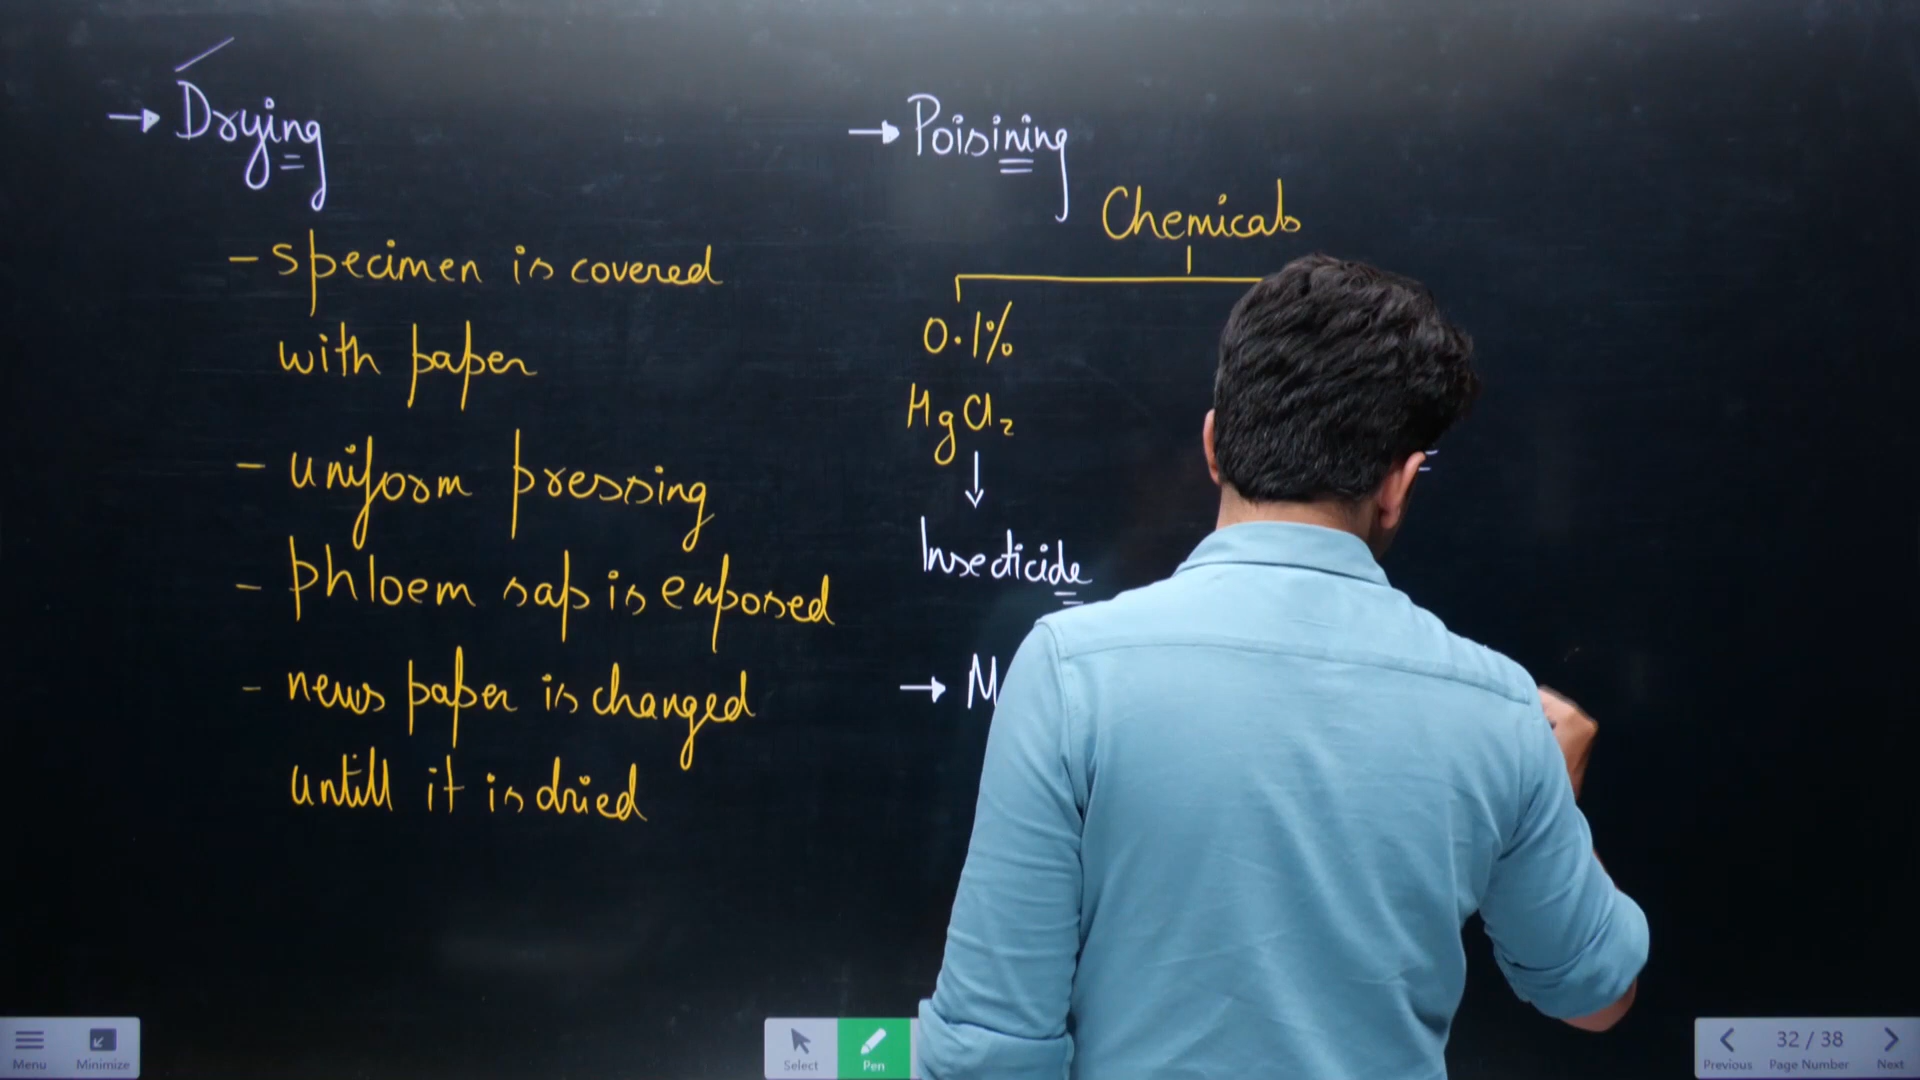 → Drying
- specimen is covered
with paper
- uniform pressing
- phloem sap is exposed
- news paper is changed
untill it is dried
→ Poisining
Chemicals
0.1%
HgCl₂
↓
Insecticide
→ M
Menu
Minimize
Select
Pen
32 / 38
Previous Page Number Next